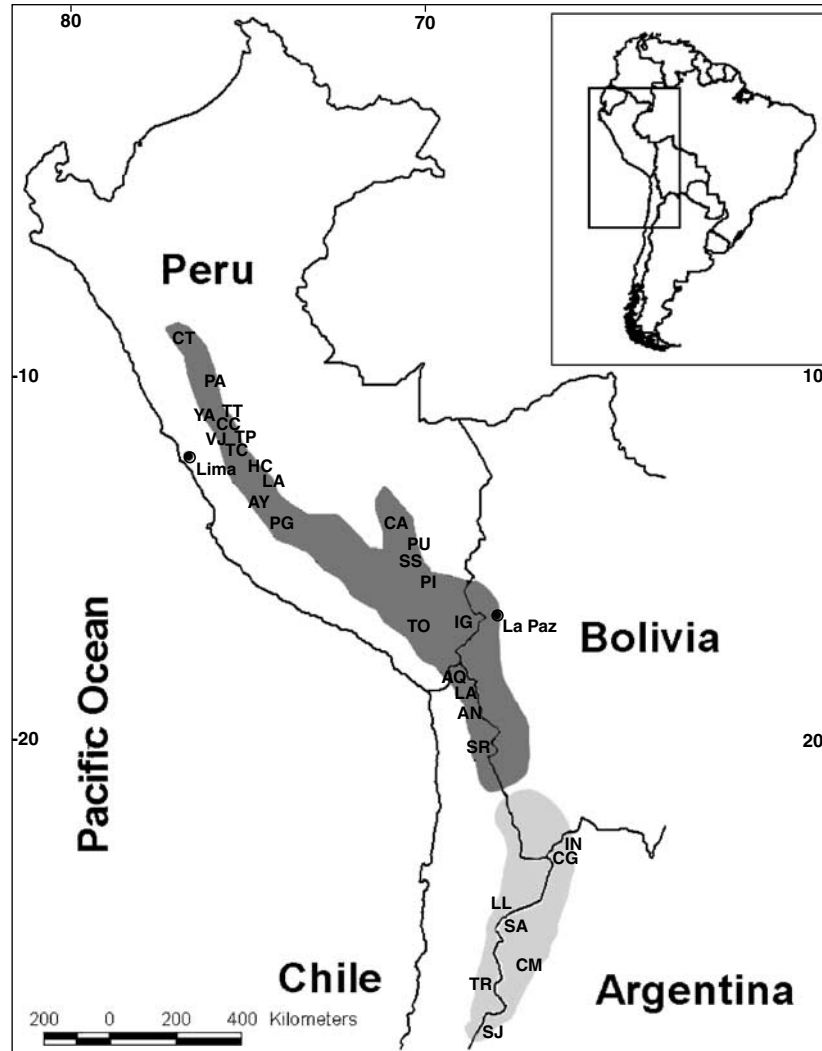 80
70
Peru
-10
10
CT
PA
YA
TT
CC
VJ
TP
TC
Lima
HC
LA
AY
PG
CA
PU
SS
PI
TO
IG
La Paz
Bolivia
Pacific Ocean
AQ
LA
AN
-20
20
SR
IN
CG
LL
SA
CM
Chile
TR
Argentina
SJ
200 0 200 400 Kilometers